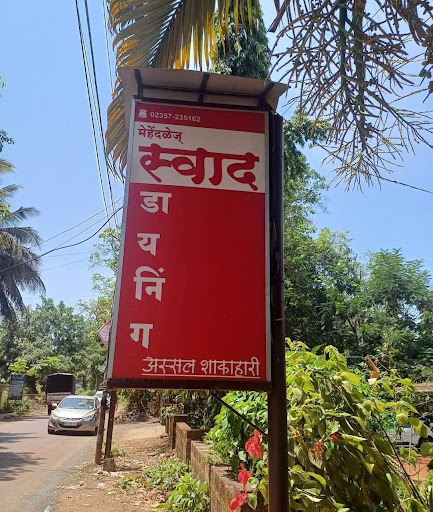 02357-235162
मेहेंदळेज्
स्वाद
डा
य
निं
ग
अस्सल शाकाहारी